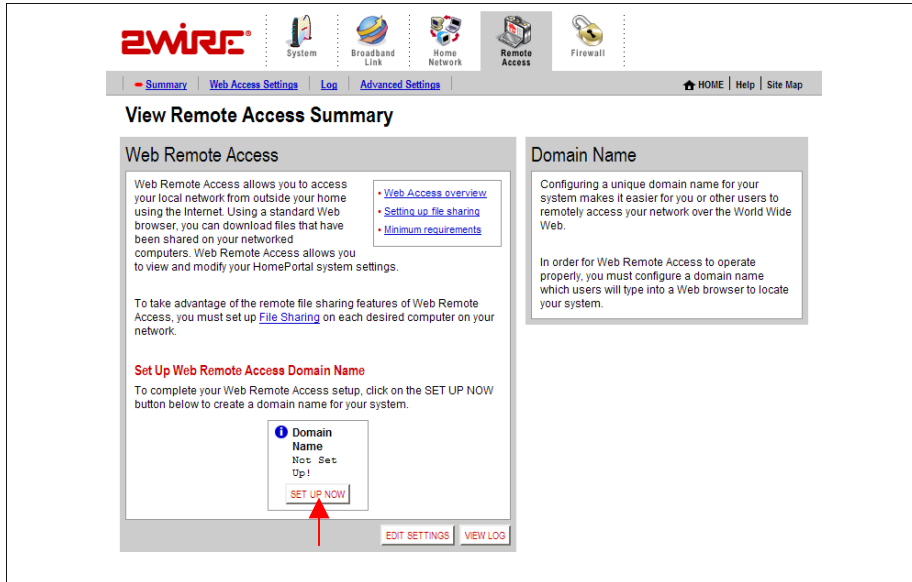 2WIRE
System
Broadband
Link
Home
Network
Remote
Access
Firewall
Summary
Web Access Settings
Log
Advanced Settings
HOME
Help
Site Map
View Remote Access Summary
Web Remote Access
Web Remote Access allows you to access
your local network from outside your home
using the Internet. Using a standard Web
browser, you can download files that have
been shared on your networked
computers. Web Remote Access allows you
to view and modify your HomePortal system settings.
• Web Access overview
• Setting up file sharing
• Minimum requirements
To take advantage of the remote file sharing features of Web Remote
Access, you must set up File Sharing on each desired computer on your
network.
Set Up Web Remote Access Domain Name
To complete your Web Remote Access setup, click on the SET UP NOW
button below to create a domain name for your system.
Domain
Name
Not Set
Up!
SET UP NOW
EDIT SETTINGS
VIEW LOG
Domain Name
Configuring a unique domain name for your
system makes it easier for you or other users to
remotely access your network over the World Wide
Web.
In order for Web Remote Access to operate
properly, you must configure a domain name
which users will type into a Web browser to locate
your system.